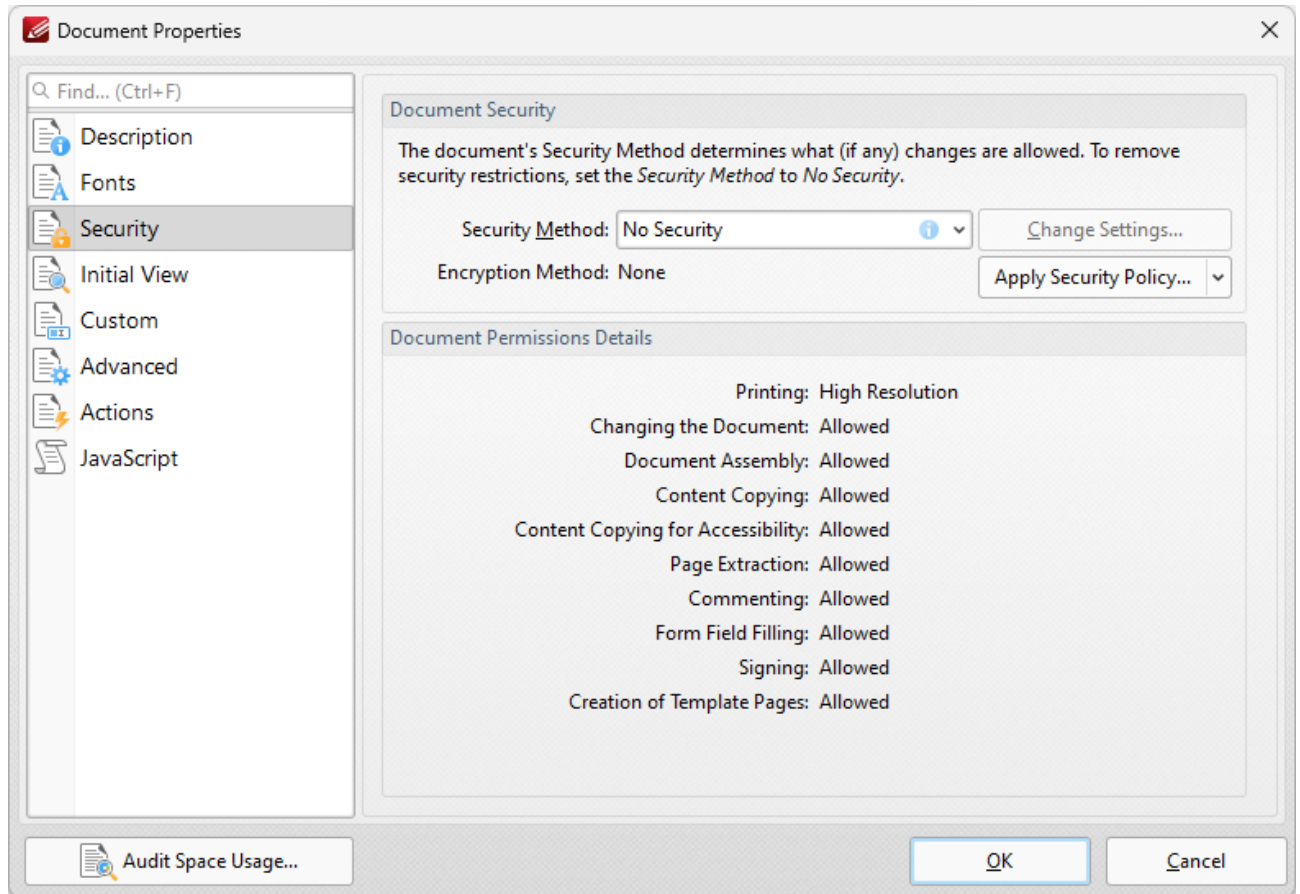 Document Properties
Find... (Ctrl+F)
Description
Fonts
Security
Initial View
Custom
Advanced
Actions
JavaScript
Document Security
The document's Security Method determines what (if any) changes are allowed. To remove
security restrictions, set the Security Method to No Security.
Security Method: No Security
Change Settings...
Encryption Method: None
Apply Security Policy...
Document Permissions Details
Printing: High Resolution
Changing the Document: Allowed
Document Assembly: Allowed
Content Copying: Allowed
Content Copying for Accessibility: Allowed
Page Extraction: Allowed
Commenting: Allowed
Form Field Filling: Allowed
Signing: Allowed
Creation of Template Pages: Allowed
Audit Space Usage...
OK
Cancel